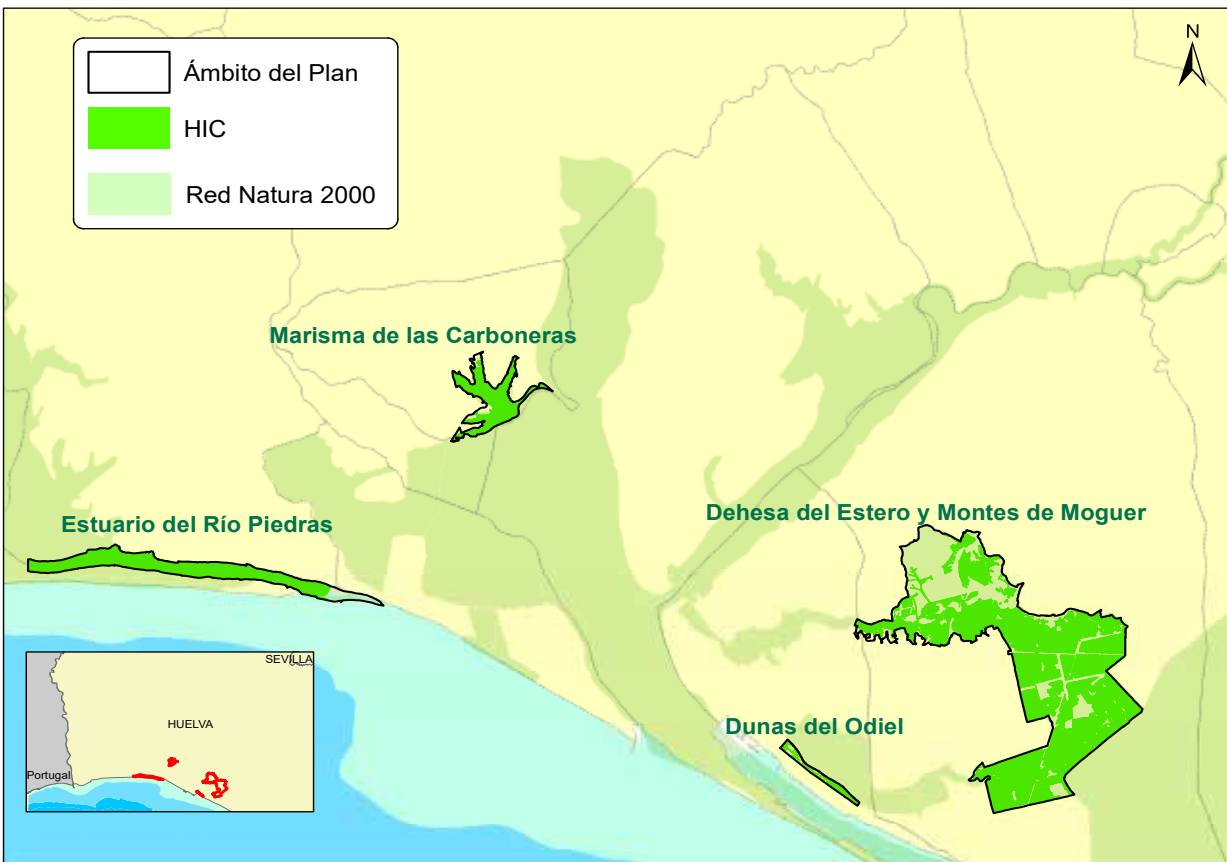 N
Ámbito del Plan
HIC
Red Natura 2000
Marisma de las Carboneras
Estuario del Río Piedras
Dehesa del Estero y Montes de Moguer
Dunas del Odiel
SEVILLA
HUELVA
Portugal